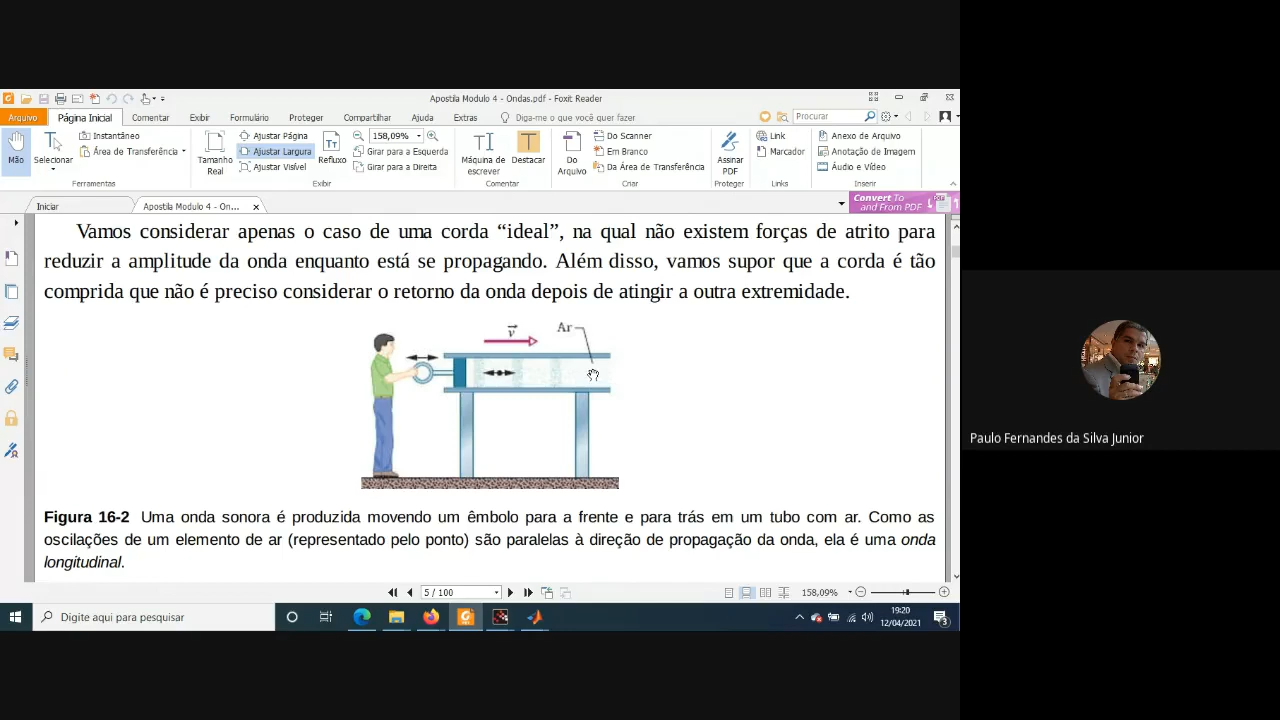 Apostila Modulo 4 - Ondas.pdf - Foxit Reader
Arquivo Página Inicial Comentar Exibir Formulário Proteger Compartilhar Ajuda Extras Diga-me o que você quer fazer Procurar
Mão
Selecionar
Instantâneo
Área de Transferência
Ferramentas
Tamanho Real
Ajustar Página
Ajustar Largura
Ajustar Visível
Refluxo
158,09%
Girar para a Esquerda
Girar para a Direita
Exibir
Máquina de escrever
Destacar
Comentar
Do Arquivo
Do Scanner
Em Branco
Da Área de Transferência
Criar
Assinar PDF
Proteger
Link
Marcador
Links
Anexo de Arquivo
Anotação de Imagem
Áudio e Vídeo
Inserir
Iniciar
Apostila Modulo 4 - On...
Convert To
and From PDF
Vamos considerar apenas o caso de uma corda “ideal”, na qual não existem forças de atrito para
reduzir a amplitude da onda enquanto está se propagando. Além disso, vamos supor que a corda é tão
comprida que não é preciso considerar o retorno da onda depois de atingir a outra extremidade.
v
Ar
Figura 16-2 Uma onda sonora é produzida movendo um êmbolo para a frente e para trás em um tubo com ar. Como as
oscilações de um elemento de ar (representado pelo ponto) são paralelas à direção de propagação da onda, ela é uma onda
longitudinal.
5 / 100
158,09%
Digite aqui para pesquisar
19:20
12/04/2021
3
Paulo Fernandes da Silva Junior